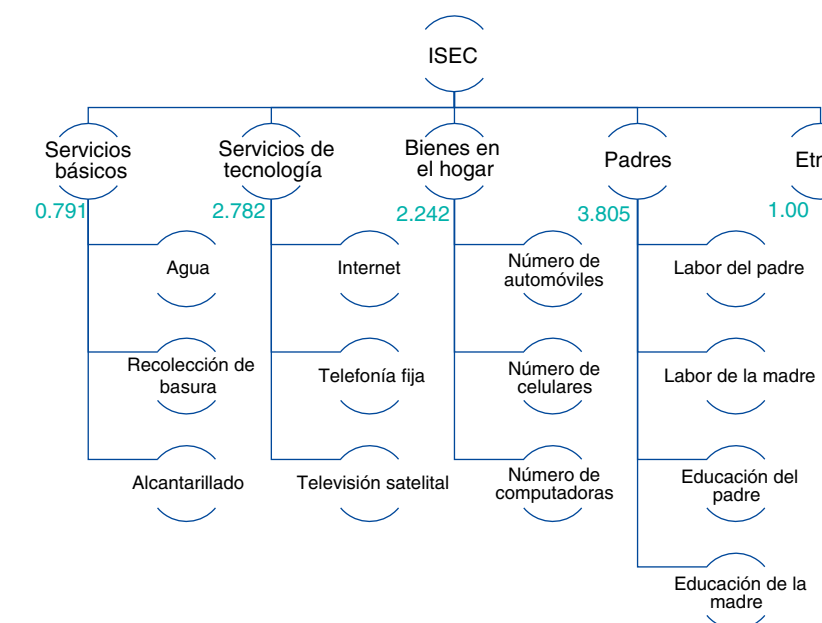 ISEC
Servicios
básicos
0.791
Agua
Recolección de
basura
Alcantarillado
Servicios de
tecnología
2.782
Internet
Telefonía fija
Televisión satelital
Bienes en
el hogar
2.242
Número de
automóviles
Número de
celulares
Número de
computadoras
Padres
3.805
Labor del padre
Labor de la madre
Educación del
padre
Educación de la
madre
1.00